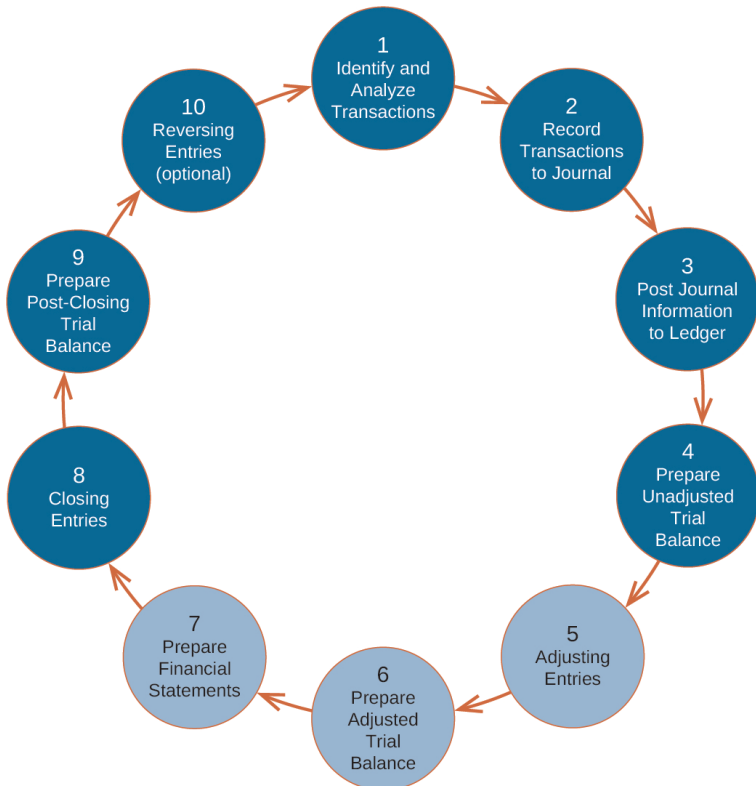 1
Identify and
Analyze
Transactions
2
Record
Transactions
to Journal
3
Post Journal
Information
to Ledger
4
Prepare
Unadjusted
Trial
Balance
5
Adjusting
Entries
6
Prepare
Adjusted
Trial
Balance
7
Prepare
Financial
Statements
8
Closing
Entries
9
Prepare
Post-Closing
Trial
Balance
10
Reversing
Entries
(optional)